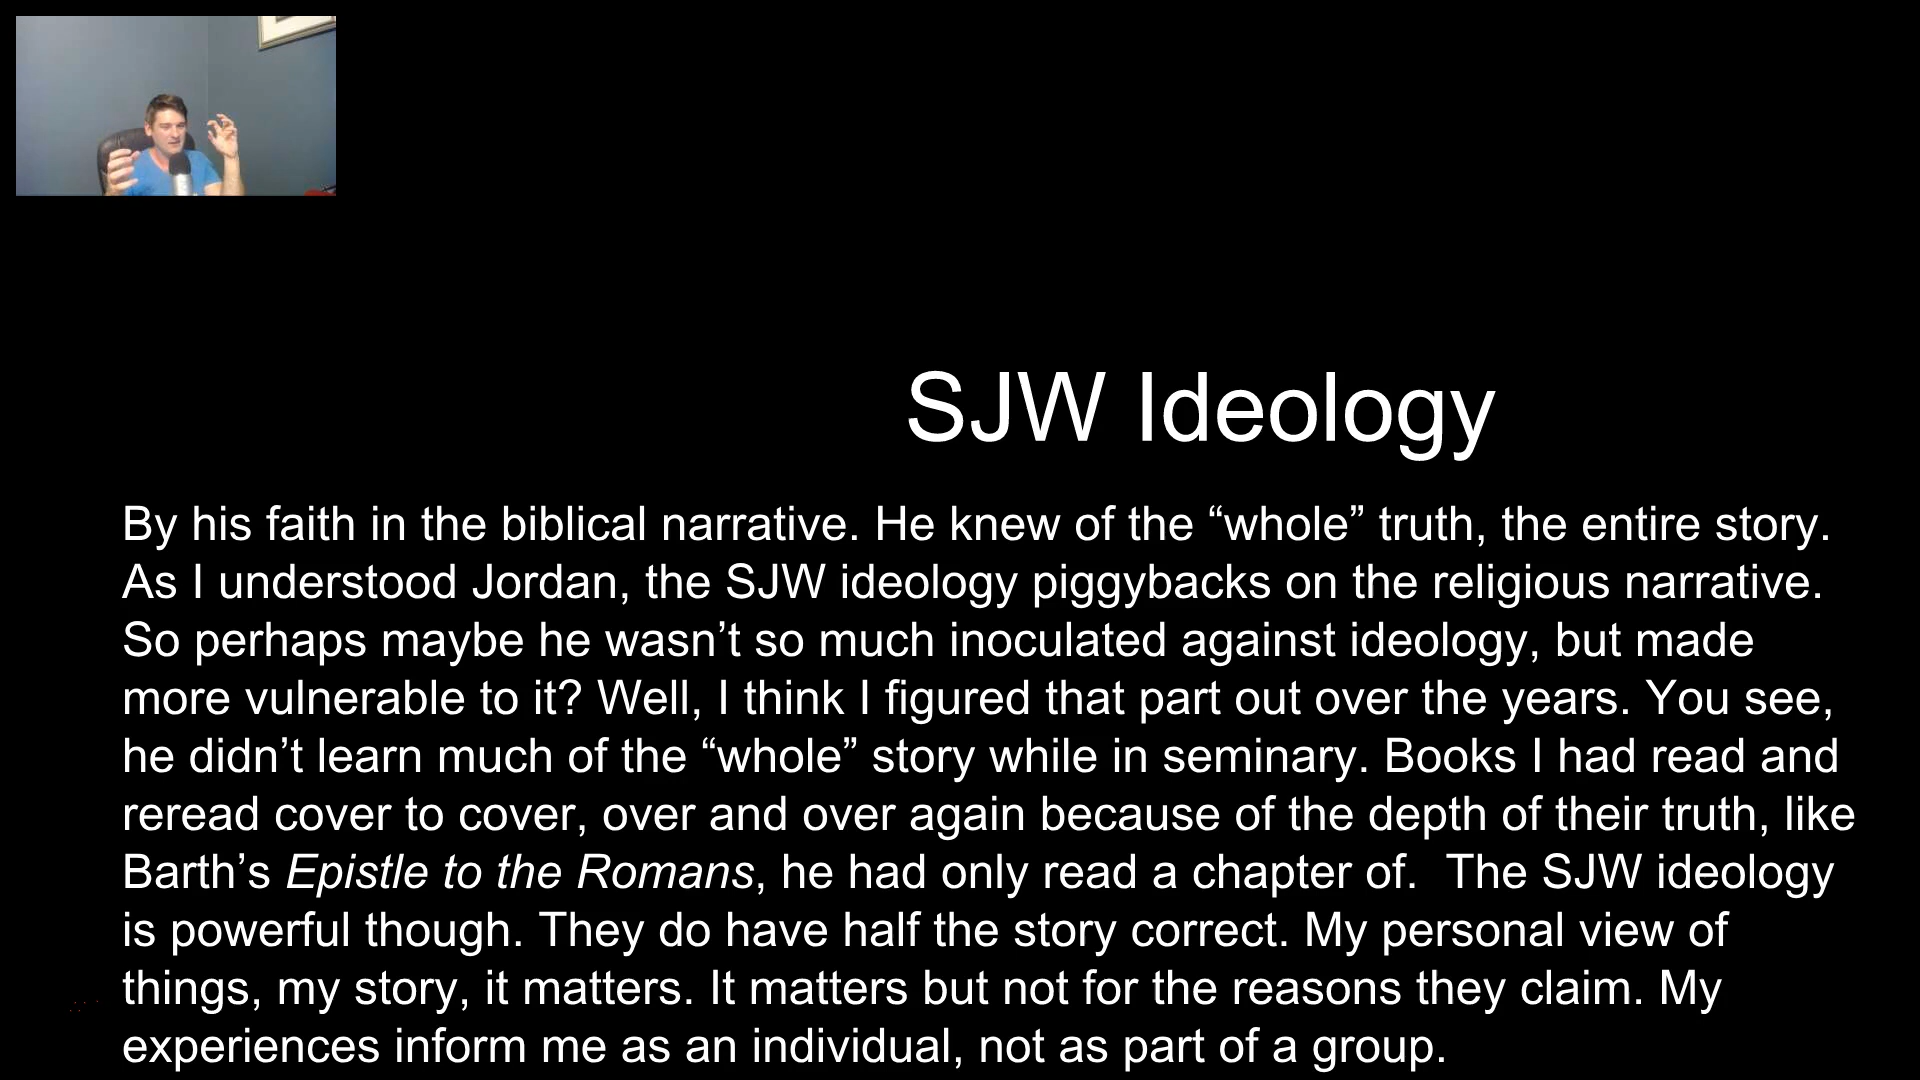 SJW Ideology
By his faith in the biblical narrative. He knew of the “whole” truth, the entire story.
As I understood Jordan, the SJW ideology piggybacks on the religious narrative.
So perhaps maybe he wasn’t so much inoculated against ideology, but made
more vulnerable to it? Well, I think I figured that part out over the years. You see,
he didn’t learn much of the “whole” story while in seminary. Books I had read and
reread cover to cover, over and over again because of the depth of their truth, like
Barth’s Epistle to the Romans, he had only read a chapter of.  The SJW ideology
is powerful though. They do have half the story correct. My personal view of
things, my story, it matters. It matters but not for the reasons they claim. My
experiences inform me as an individual, not as part of a group.